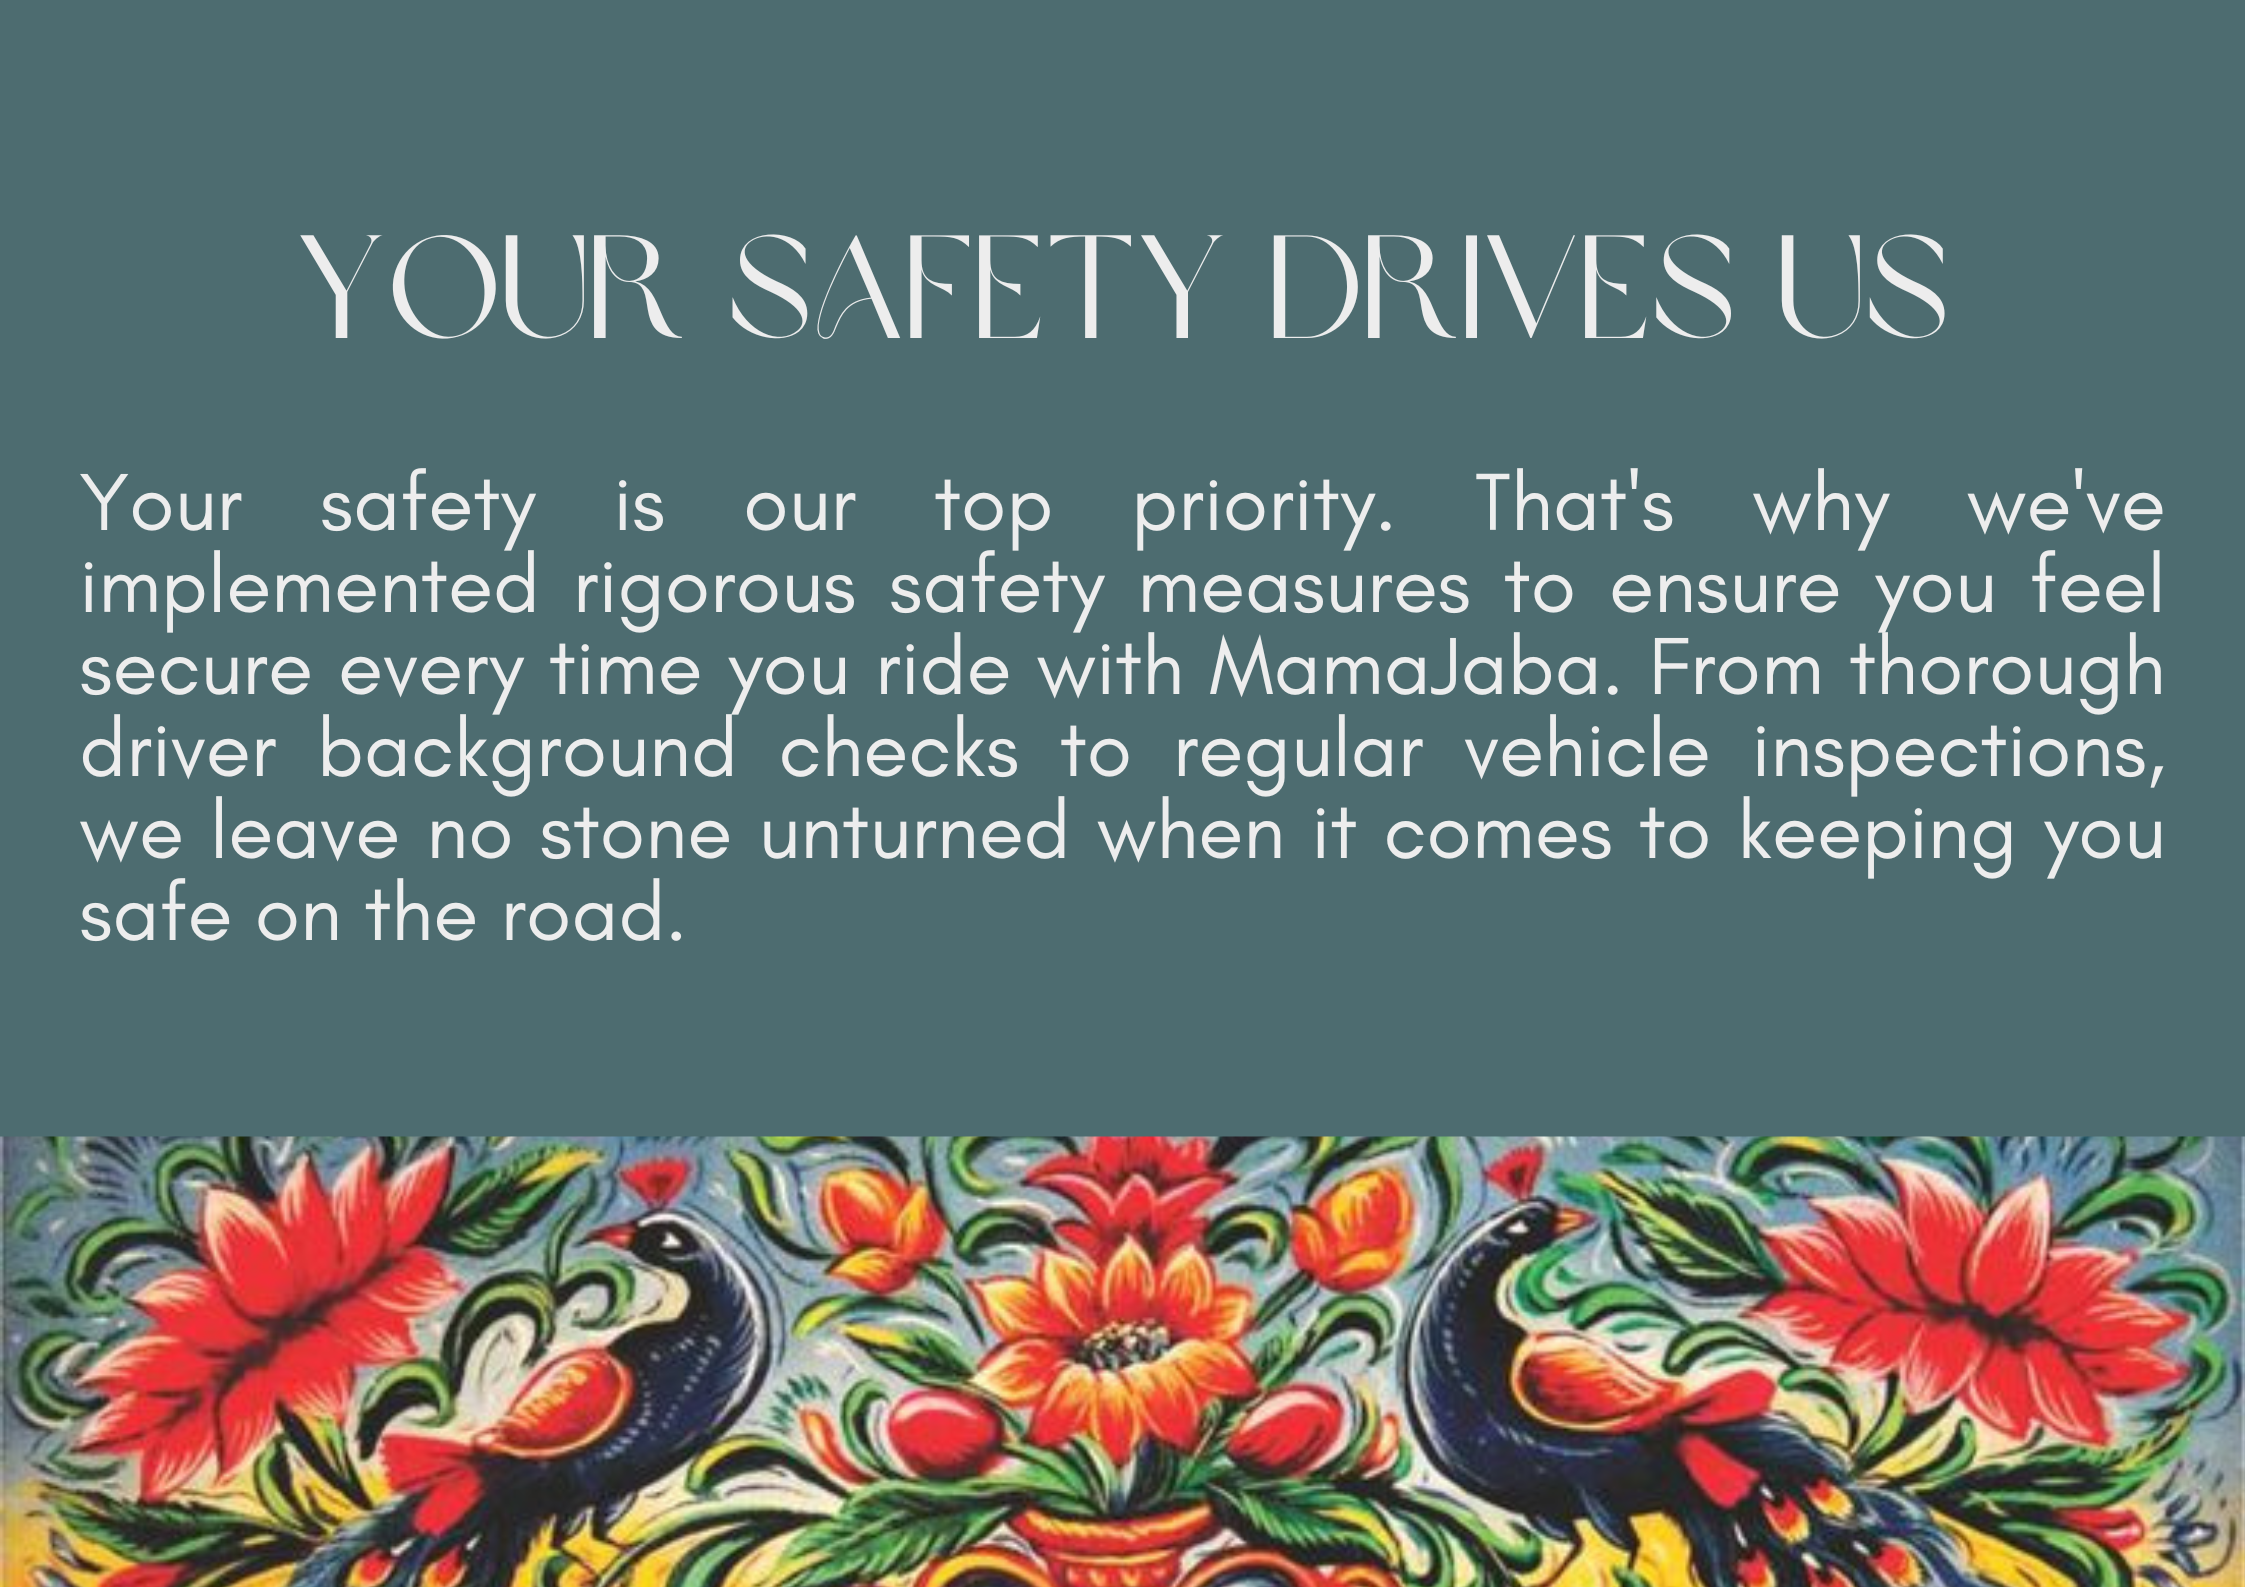 YOUR SAFETY DRIVES US
Your safety is our top priority. That's why we've
implemented rigorous safety measures to ensure you feel
secure every time you ride with MamaJaba. From thorough
driver background checks to regular vehicle inspections,
we leave no stone unturned when it comes to keeping you
safe on the road.